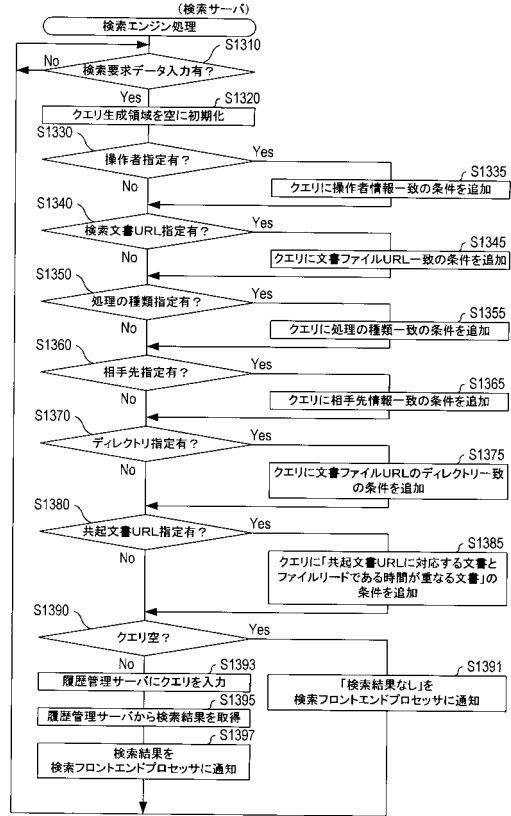 (検索サーバ)
検索エンジン処理
S1310
No
検索要求データ入力有?
Yes
S1320
クエリ生成領域を空に初期化
S1330
操作者指定有?
Yes
No
S1335
クエリに操作者情報一致の条件を追加
S1340
検索文書URL指定有?
Yes
No
S1345
クエリに文書ファイルURL一致の条件を追加
S1350
処理の種類指定有?
Yes
No
S1355
クエリに処理の種類一致の条件を追加
S1360
相手先指定有?
Yes
No
S1365
クエリに相手先情報一致の条件を追加
S1370
ディレクトリ指定有?
Yes
No
S1375
クエリに文書ファイルURLのディレクトリ一致
の条件を追加
S1380
共起文書URL指定有?
Yes
No
S1385
クエリに「共起文書URLに対応する文書と
ファイルリードである時間が重なる文書」の
条件を追加
S1390
クエリ空?
Yes
No
S1393
履歴管理サーバにクエリを入力
S1391
「検索結果なし」を
検索フロントエンドプロセッサに通知
S1395
履歴管理サーバから検索結果を取得
S1397
検索結果を
検索フロントエンドプロセッサに通知